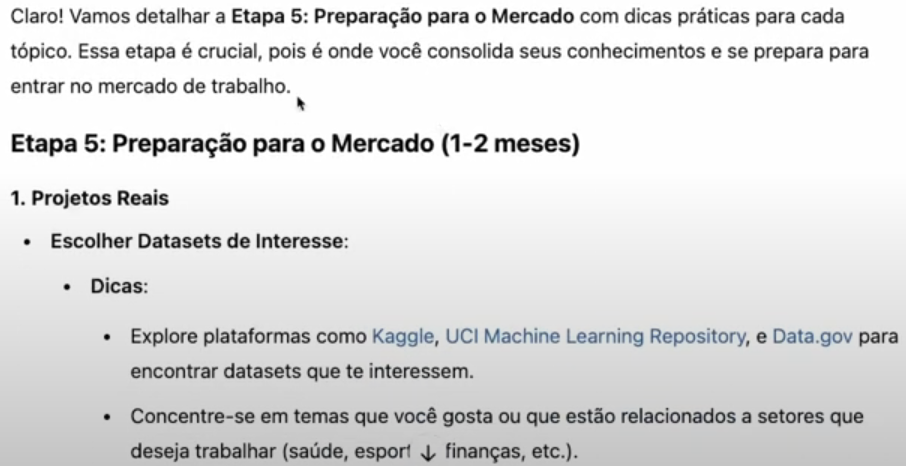 Claro! Vamos detalhar a Etapa 5: Preparação para o Mercado com dicas práticas para cada
tópico. Essa etapa é crucial, pois é onde você consolida seus conhecimentos e se prepara para
entrar no mercado de trabalho.
Etapa 5: Preparação para o Mercado (1-2 meses)
1. Projetos Reais
• Escolher Datasets de Interesse:
• Dicas:
• Explore plataformas como Kaggle, UCI Machine Learning Repository, e Data.gov para
encontrar datasets que te interessem.
• Concentre-se em temas que você gosta ou que estão relacionados a setores que
deseja trabalhar (saúde, ↓ finanças, etc.).